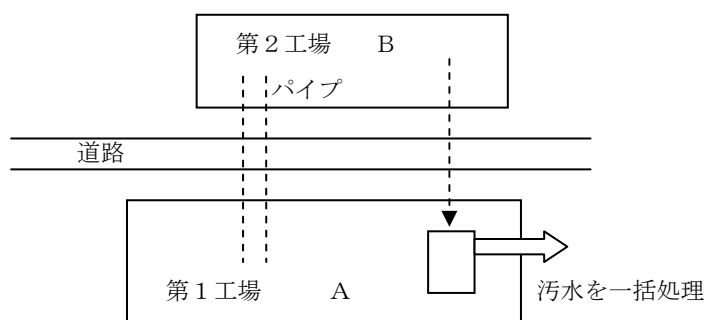 第２工場　Ｂ
パイプ
道路
第１工場　Ａ
汚水を一括処理